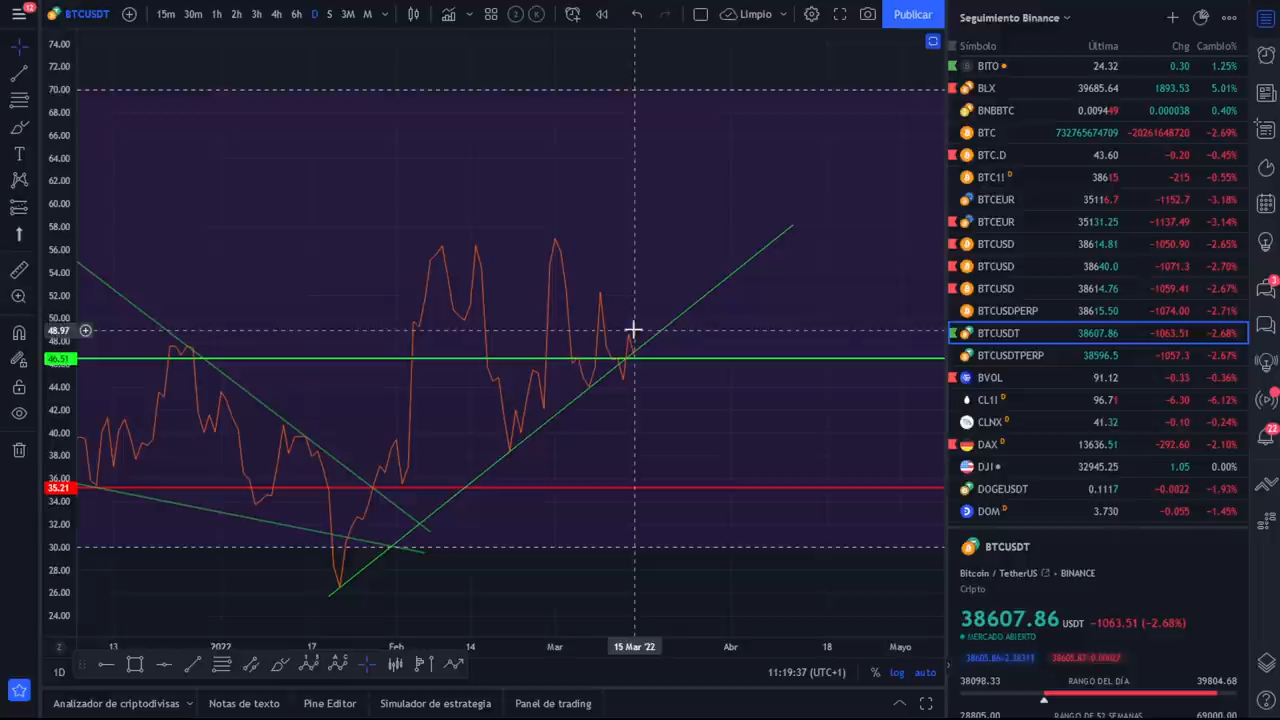 12
BTCUSDT
15m 30m 1h 2h 3h 4h 6h D S 3M M
2 K
Limpio
Publicar
Seguimiento Binance
Símbolo Última Chg Cambio%
BITO 24.32 0.30 1.25%
BLX 39685.64 1893.53 5.01%
BNBBTC 0.009449 0.000038 0.40%
BTC 732765674709 −20261648720 −2.69%
BTC.D 43.60 −0.20 −0.45%
BTC1! D 38615 −215 −0.55%
BTCEUR 35116.7 −1152.7 −3.18%
BTCEUR 35131.25 −1137.49 −3.14%
BTCUSD 38614.81 −1050.90 −2.65%
BTCUSD 38640.0 −1071.3 −2.70%
BTCUSD 38614.76 −1059.41 −2.67%
BTCUSDPERP 38615.50 −1074.00 −2.71%
BTCUSDT 38607.86 −1063.51 −2.68%
BTCUSDTPERP 38596.5 −1057.3 −2.67%
BVOL 91.12 −0.33 −0.36%
CL1! D 96.71 −6.30 −6.12%
CLNX D 41.32 −0.10 −0.24%
DAX D 13636.51 −292.60 −2.10%
DJI 32945.25 1.05 0.00%
DOGEUSDT 0.1117 −0.0022 −1.93%
DOM D 3.730 −0.055 −1.45%
BTCUSDT
Bitcoin / TetherUS • BINANCE
Cripto
38607.86 USDT −1063.51 (−2.68%)
MERCADO ABIERTO
38098.33 RANGO DEL DÍA 39804.68
28805.00 RANGO DE 52 SEMANAS 69000.00
74.00
72.00
70.00
68.00
66.00
64.00
62.00
60.00
58.00
56.00
54.00
52.00
50.00
48.97
48.00
46.51
44.00
42.00
40.00
38.00
36.00
35.21
34.00
32.00
30.00
28.00
26.00
24.00
Z 13 2022 17 Feb 14 Mar 15 Mar '22 Abr 18 Mayo
1D
11:19:37 (UTC+1) % log auto
Analizador de criptodivisas Notas de texto Pine Editor Simulador de estrategia Panel de trading
3
22